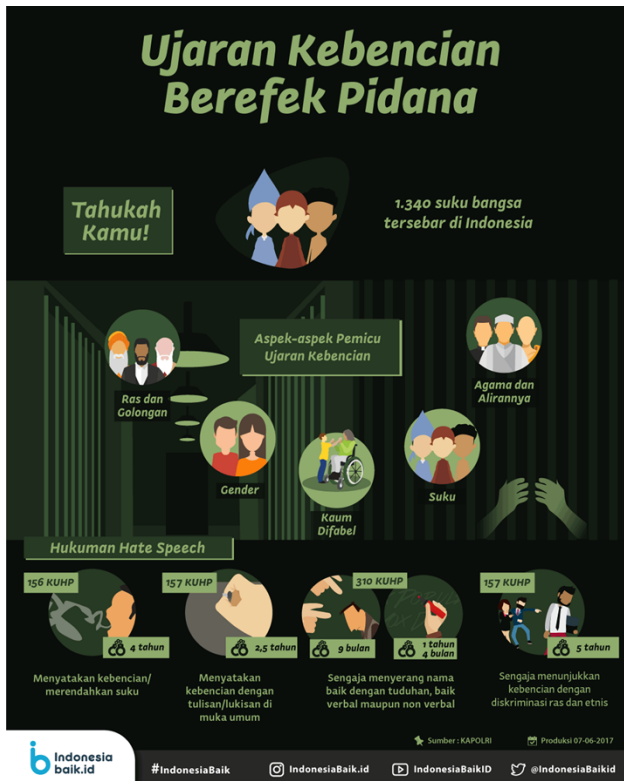 Ujaran Kebencian
Berefek Pidana
Tahukah
Kamu!
1.340 suku bangsa
tersebar di Indonesia
Aspek-aspek Pemicu
Ujaran Kebencian
Ras dan
Golongan
Gender
Kaum
Difabel
Suku
Agama dan
Alirannya
Hukuman Hate Speech
156 KUHP
4 tahun
Menyatakan kebencian/
merendahkan suku
157 KUHP
2,5 tahun
Menyatakan
kebencian dengan
tulisan/lukisan di
muka umum
310 KUHP
9 bulan
1 tahun
4 bulan
Sengaja menyerang nama
baik dengan tuduhan, baik
verbal maupun non verbal
157 KUHP
5 tahun
Sengaja menunjukkan
kebencian dengan
diskriminasi ras dan etnis
Sumber : KAPOLRI
Produksi 07-06-2017
Indonesia
baik.id
#IndonesiaBaik
IndonesiaBaik.id
IndonesiaBaikID
@IndonesiaBaikid